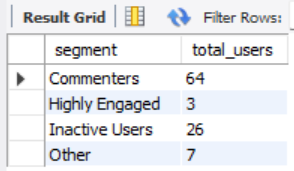 Result Grid Filter Rows:
segment total_users
Commenters 64
Highly Engaged 3
Inactive Users 26
Other 7